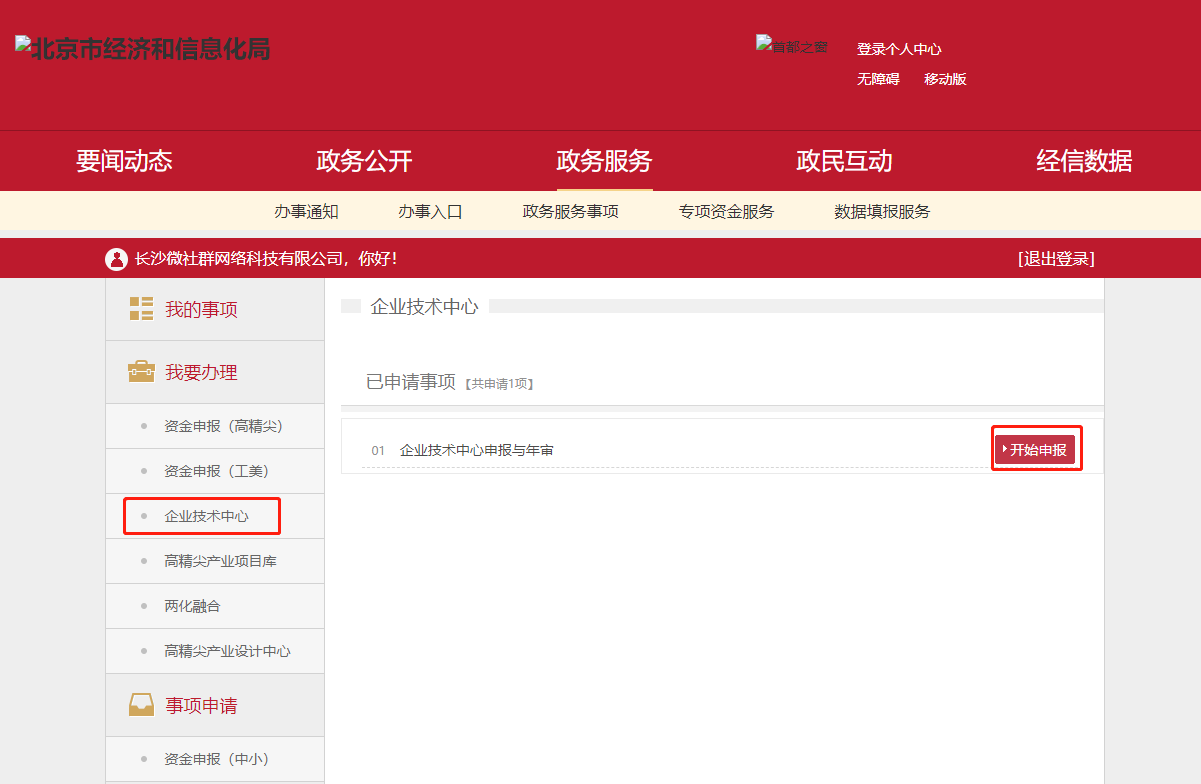 北京市经济和信息化局
首都之窗
登录个人中心
无障碍 移动版
要闻动态 政务公开 政务服务 政民互动 经信数据
办事通知 办事入口 政务服务事项 专项资金服务 数据填报服务
长沙微社群网络科技有限公司，你好！ [退出登录]
我的事项
我要办理
资金申报（高精尖）
资金申报（工美）
企业技术中心
高精尖产业项目库
两化融合
高精尖产业设计中心
事项申请
资金申报（中小）
企业技术中心
已申请事项【共申请1项】
01 企业技术中心申报与年审 开始申报